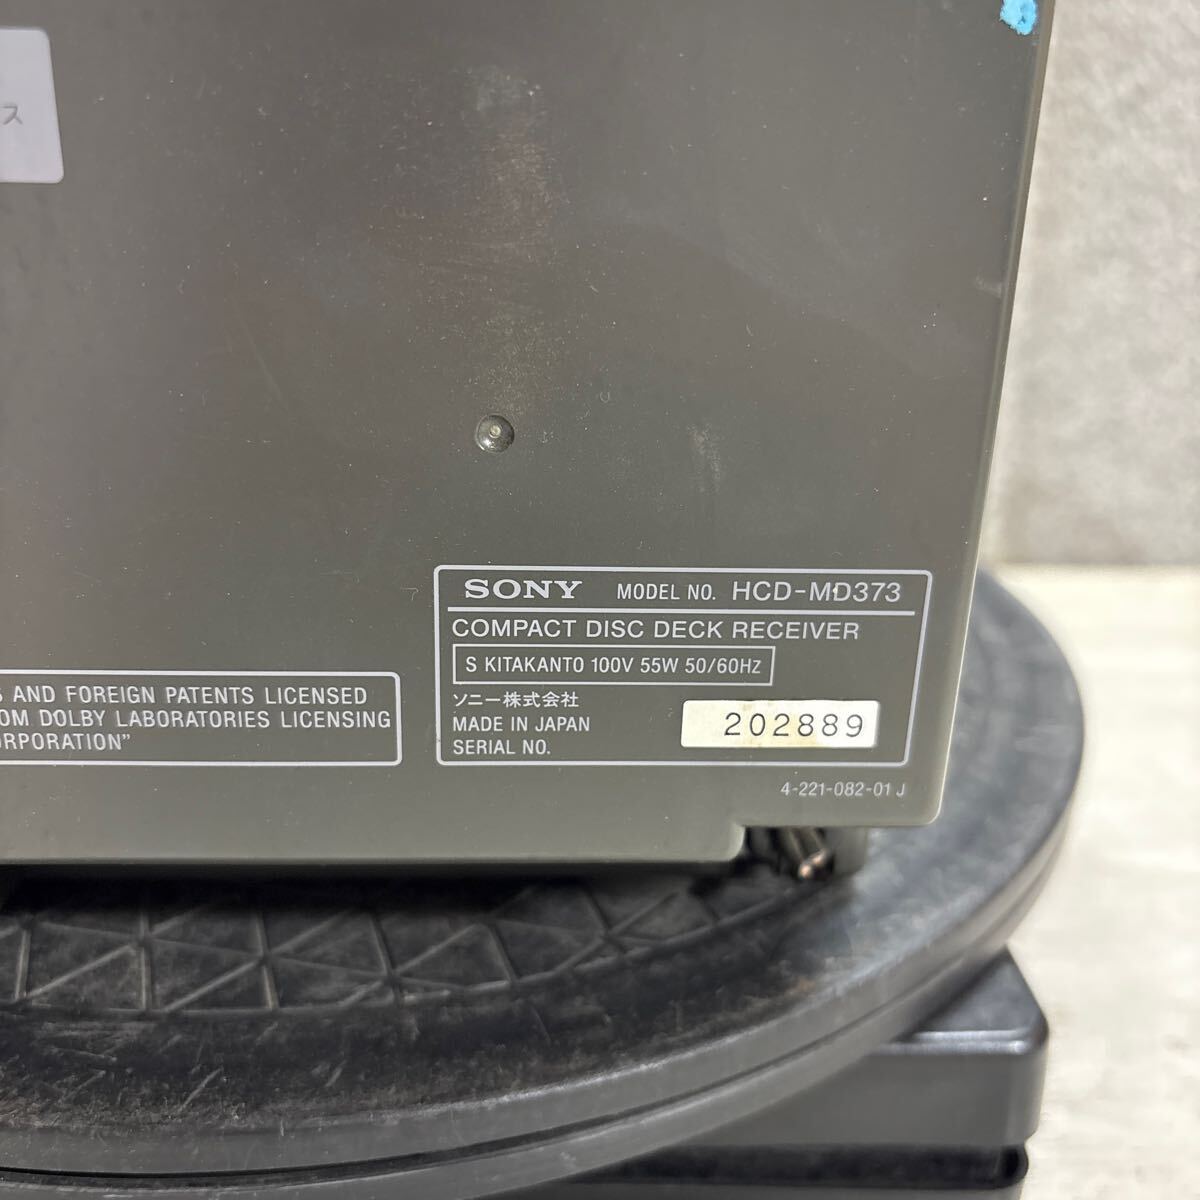 ス
SONY MODEL NO. HCD-MD373
COMPACT DISC DECK RECEIVER
S KITAKANTO 100V 55W 50/60Hz
ソニー株式会社
MADE IN JAPAN
SERIAL NO. 202889
4-221-082-01 J
AND FOREIGN PATENTS LICENSED
DOLBY LABORATORIES LICENSING